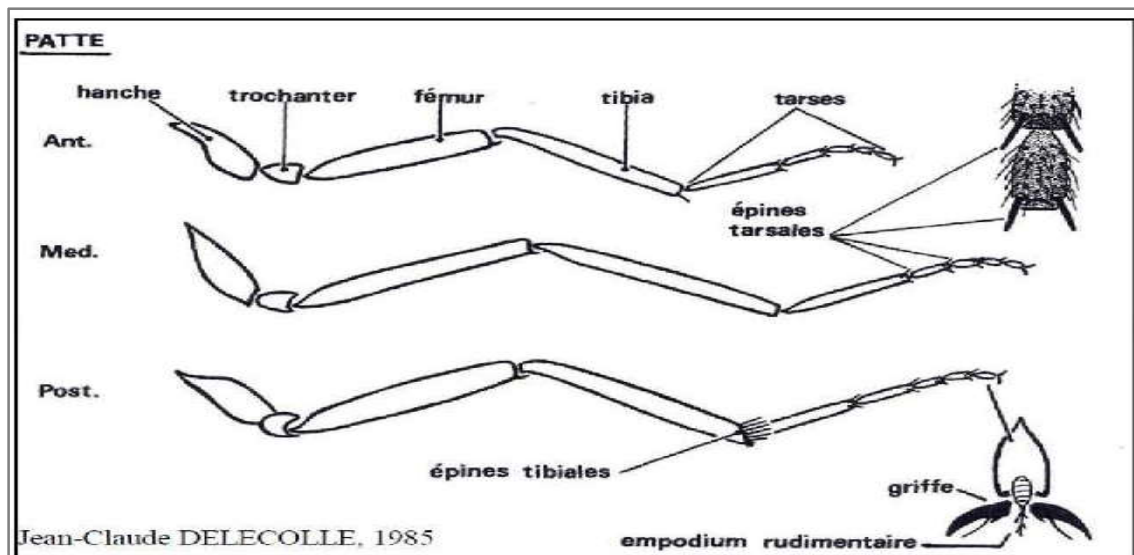 PATTE
hanche trochanter fémur tibia tarses
Ant.
épines
tarsales
Med.
Post.
épines tibiales
griffe
Jean-Claude DELECOLLE, 1985
empodium rudimentaire